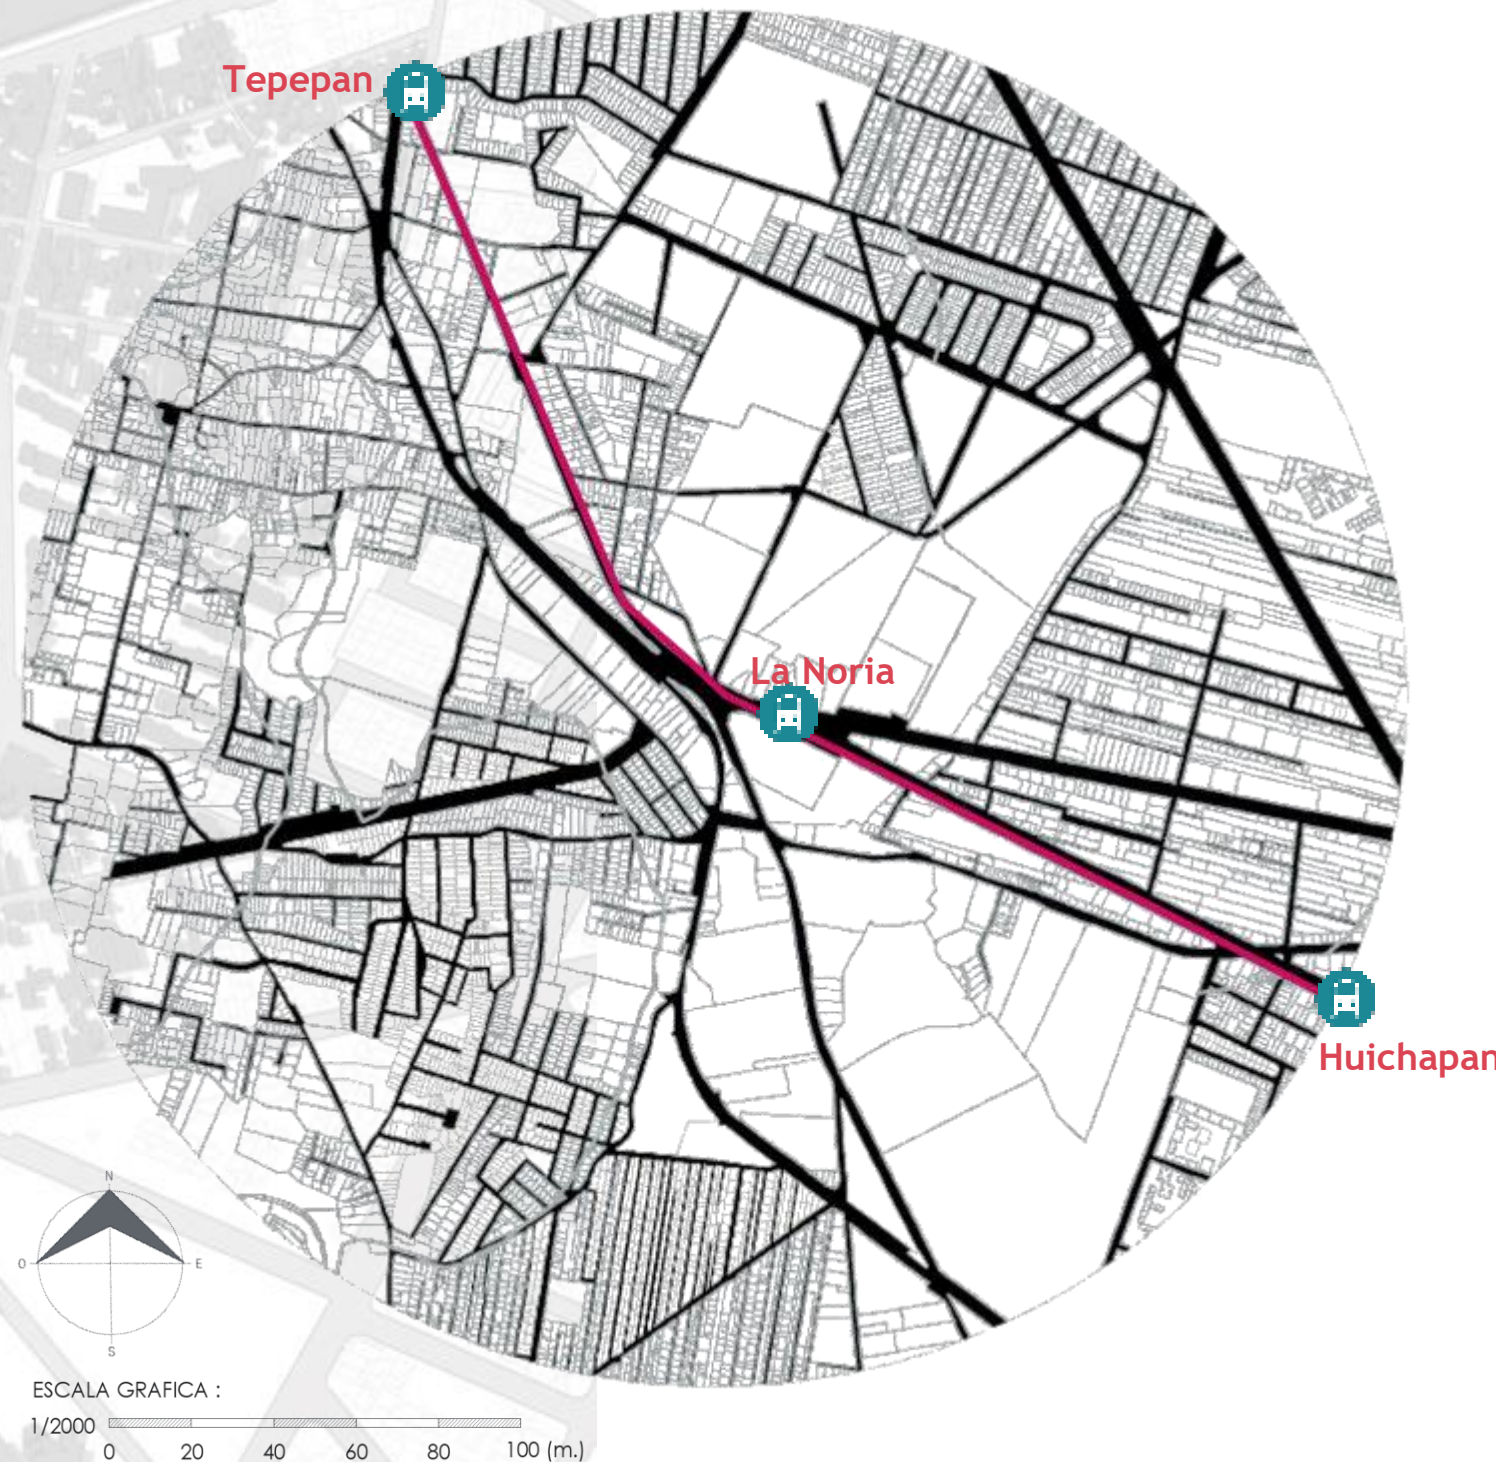 Tepepan
La Noria
Huichapan
N
O
E
S
ESCALA GRAFICA :
1/2000
0 20 40 60 80 100 (m.)